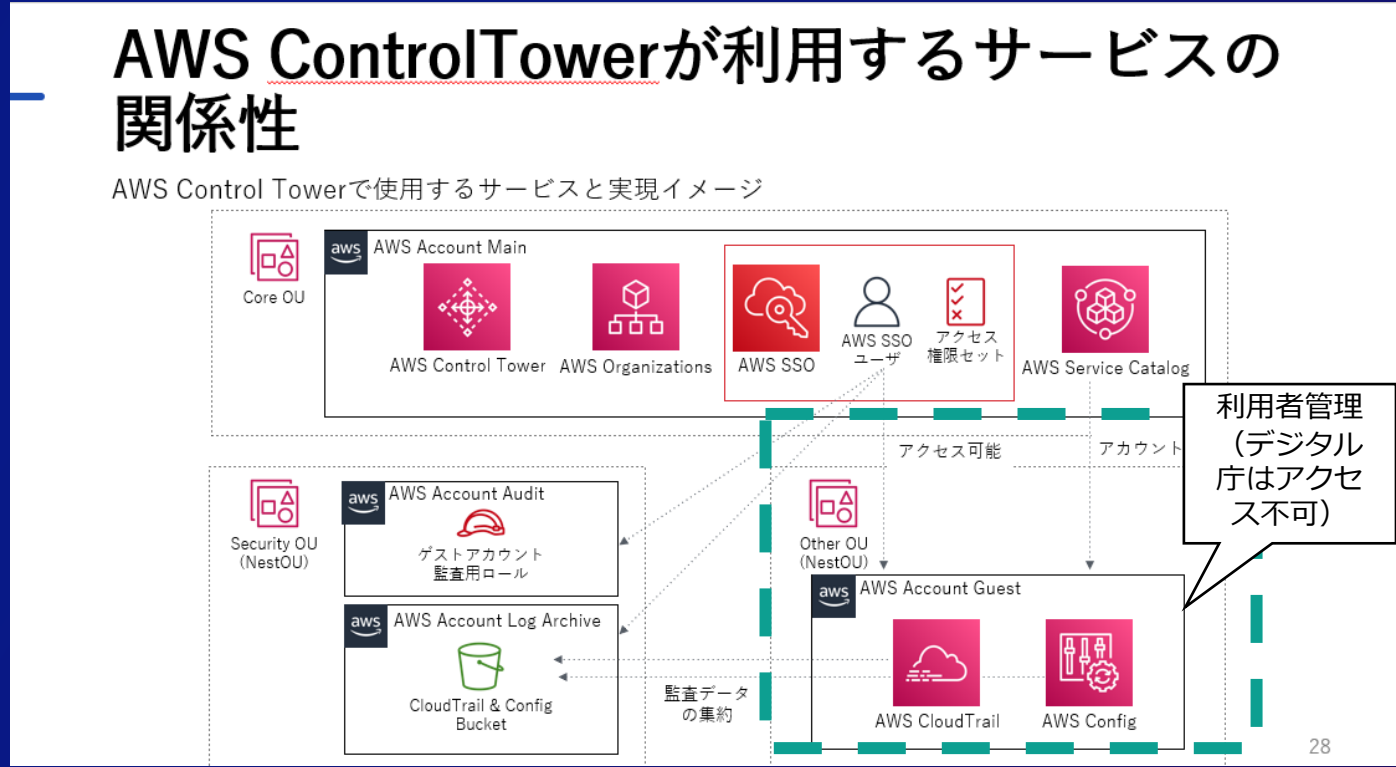 AWS ControlTowerが利用するサービスの
関係性
AWS Control Towerで使用するサービスと実現イメージ
Core OU
aws
AWS Account Main
AWS Control Tower
AWS Organizations
AWS SSO
AWS SSO
ユーザ
アクセス
権限セット
AWS Service Catalog
利用者管理
（デジタル
庁はアクセ
ス不可）
アクセス可能
アカウント
Security OU
(NestOU)
aws
AWS Account Audit
ゲストアカウント
監査用ロール
aws
AWS Account Log Archive
CloudTrail & Config
Bucket
監査データ
の集約
Other OU
(NestOU)
aws
AWS Account Guest
AWS CloudTrail
AWS Config
28